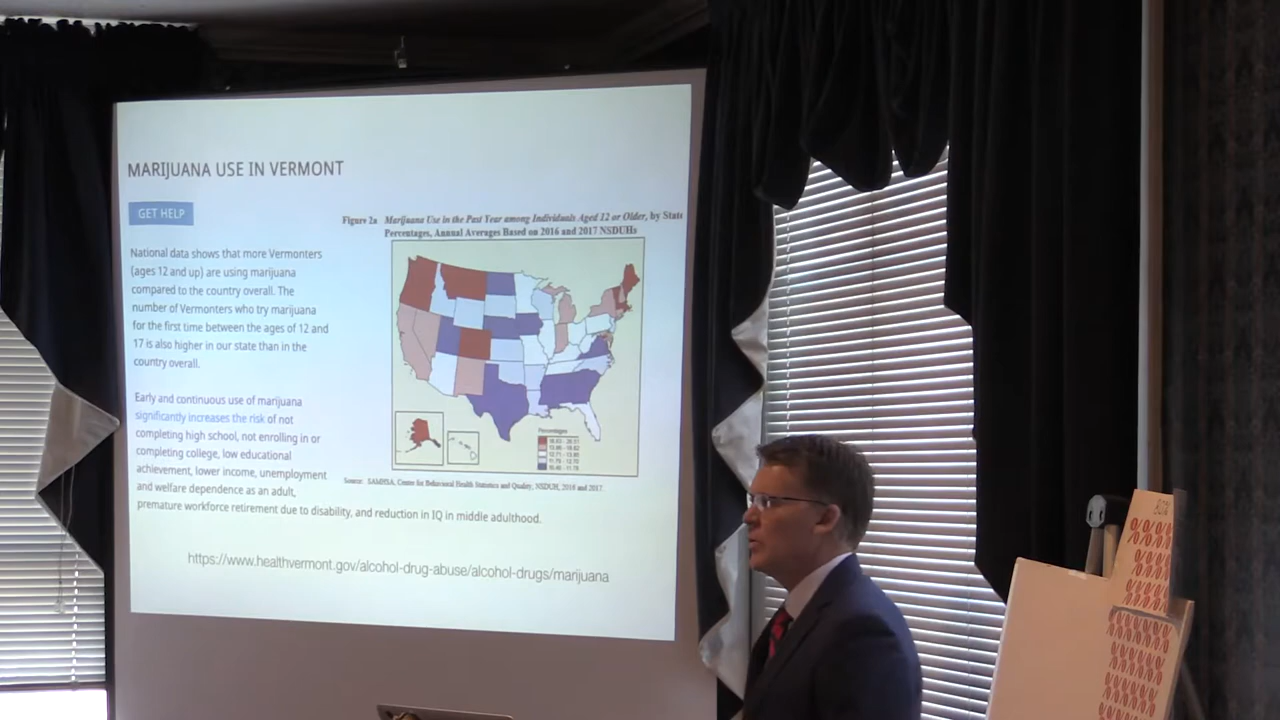 MARIJUANA USE IN VERMONT
GET HELP
National data shows that more Vermonters
(ages 12 and up) are using marijuana
compared to the country overall. The
number of Vermonters who try marijuana
for the first time between the ages of 12 and
17 is also higher in our state than in the
country overall.
Early and continuous use of marijuana
significantly increases the risk of not
completing high school, not enrolling in or
completing college, low educational
achievement, lower income, unemployment
and welfare dependence as an adult,
premature workforce retirement due to disability, and reduction in IQ in middle adulthood.
Figure 2a Marijuana Use in the Past Year among Individuals Aged 12 or Older, by State
Percentages, Annual Averages Based on 2016 and 2017 NSDUHs
Percentages
Source: SAMHSA, Center for Behavioral Health Statistics and Quality, NSDUH, 2016 and 2017.
https://www.healthvermont.gov/alcohol-drug-abuse/alcohol-drugs/marijuana